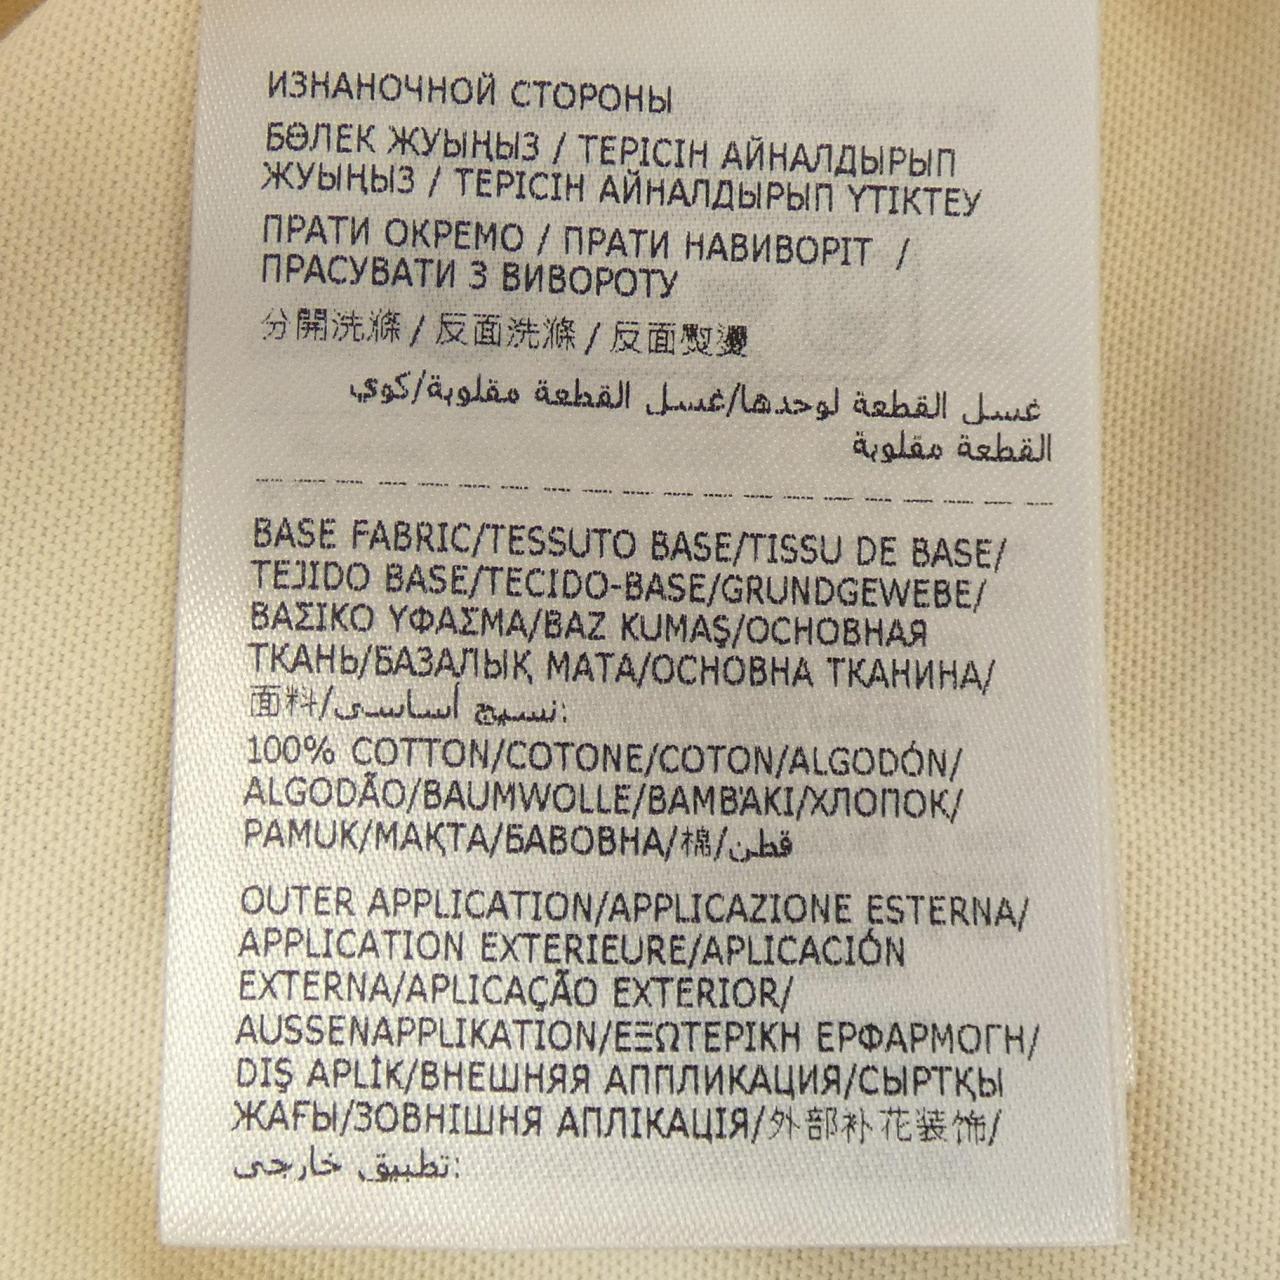 ИЗНАНОЧНОЙ СТОРОНЫ
БӨЛЕК ЖУЫҢЫЗ / ТЕРІСІН АЙНАЛДЫРЫП
ЖУЫҢЫЗ / ТЕРІСІН АЙНАЛДЫРЫП ҮТІКТЕУ
ПРАТИ ОКРЕМО / ПРАТИ НАВИВОРІТ /
ПРАСУВАТИ З ВИВОРОТУ
分開洗滌 / 反面洗滌 / 反面熨燙
غسل القطعة لوحدها/غسل القطعة مقلوبة/كوي
القطعة مقلوبة
BASE FABRIC/TESSUTO BASE/TISSU DE BASE/
TEJIDO BASE/TECIDO-BASE/GRUNDGEWEBE/
ΒΑΣΙΚΟ ΥΦΑΣΜΑ/BAZ KUMAŞ/ОСНОВНАЯ
ТКАНЬ/БАЗАЛЫҚ МАТА/ОСНОВНА ТКАНИНА/
面料/نسيج أساسى:
100% COTTON/COTONE/COTON/ALGODÓN/
ALGODÃO/BAUMWOLLE/ΒΑΜΒΆΚΙ/ХЛОПОК/
PAMUK/МАҚТА/БАВОВНА/棉/قطن
OUTER APPLICATION/APPLICAZIONE ESTERNA/
APPLICATION EXTERIEURE/APLICACIÓN
EXTERNA/APLICAÇÃO EXTERIOR/
AUSSENAPPLIKATION/ΕΞΩΤΕΡΙΚΗ ΕΡΦΑΡΜΟΓΗ/
DIŞ APLİK/ВНЕШНЯЯ АППЛИКАЦИЯ/СЫРТҚЫ
ЖАҒЫ/ЗОВНІШНЯ АПЛІКАЦІЯ/外部补花装饰/
تطبيق خارجى: